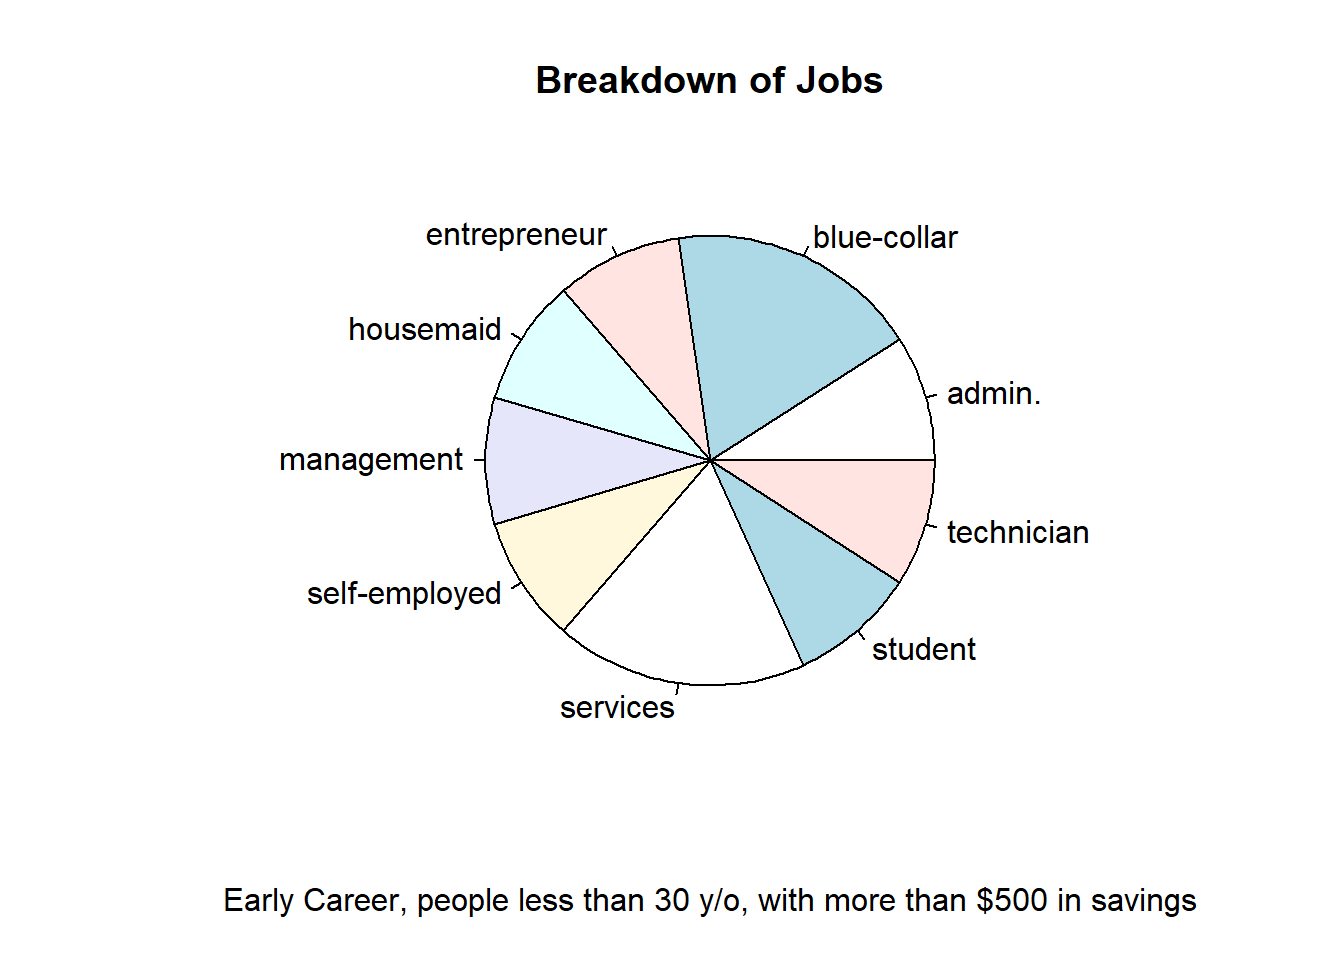 Breakdown of Jobs
entrepreneur
blue-collar
housemaid
admin.
management
technician
self-employed
student
services
Early Career, people less than 30 y/o, with more than $500 in savings